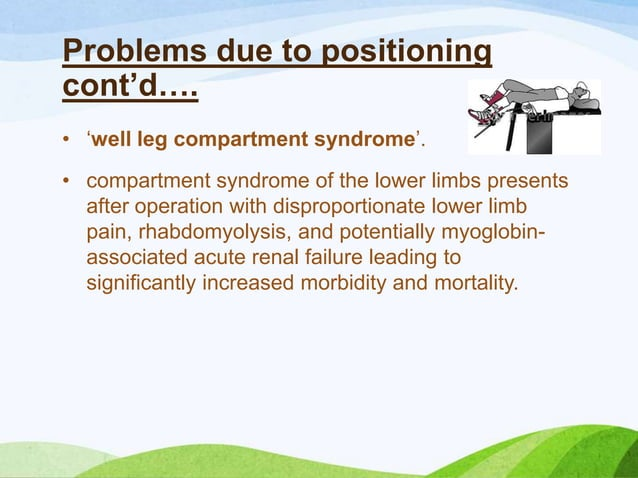 Problems due to positioning
cont’d….
• ‘well leg compartment syndrome’.
• compartment syndrome of the lower limbs presents
after operation with disproportionate lower limb
pain, rhabdomyolysis, and potentially myoglobin-
associated acute renal failure leading to
significantly increased morbidity and mortality.